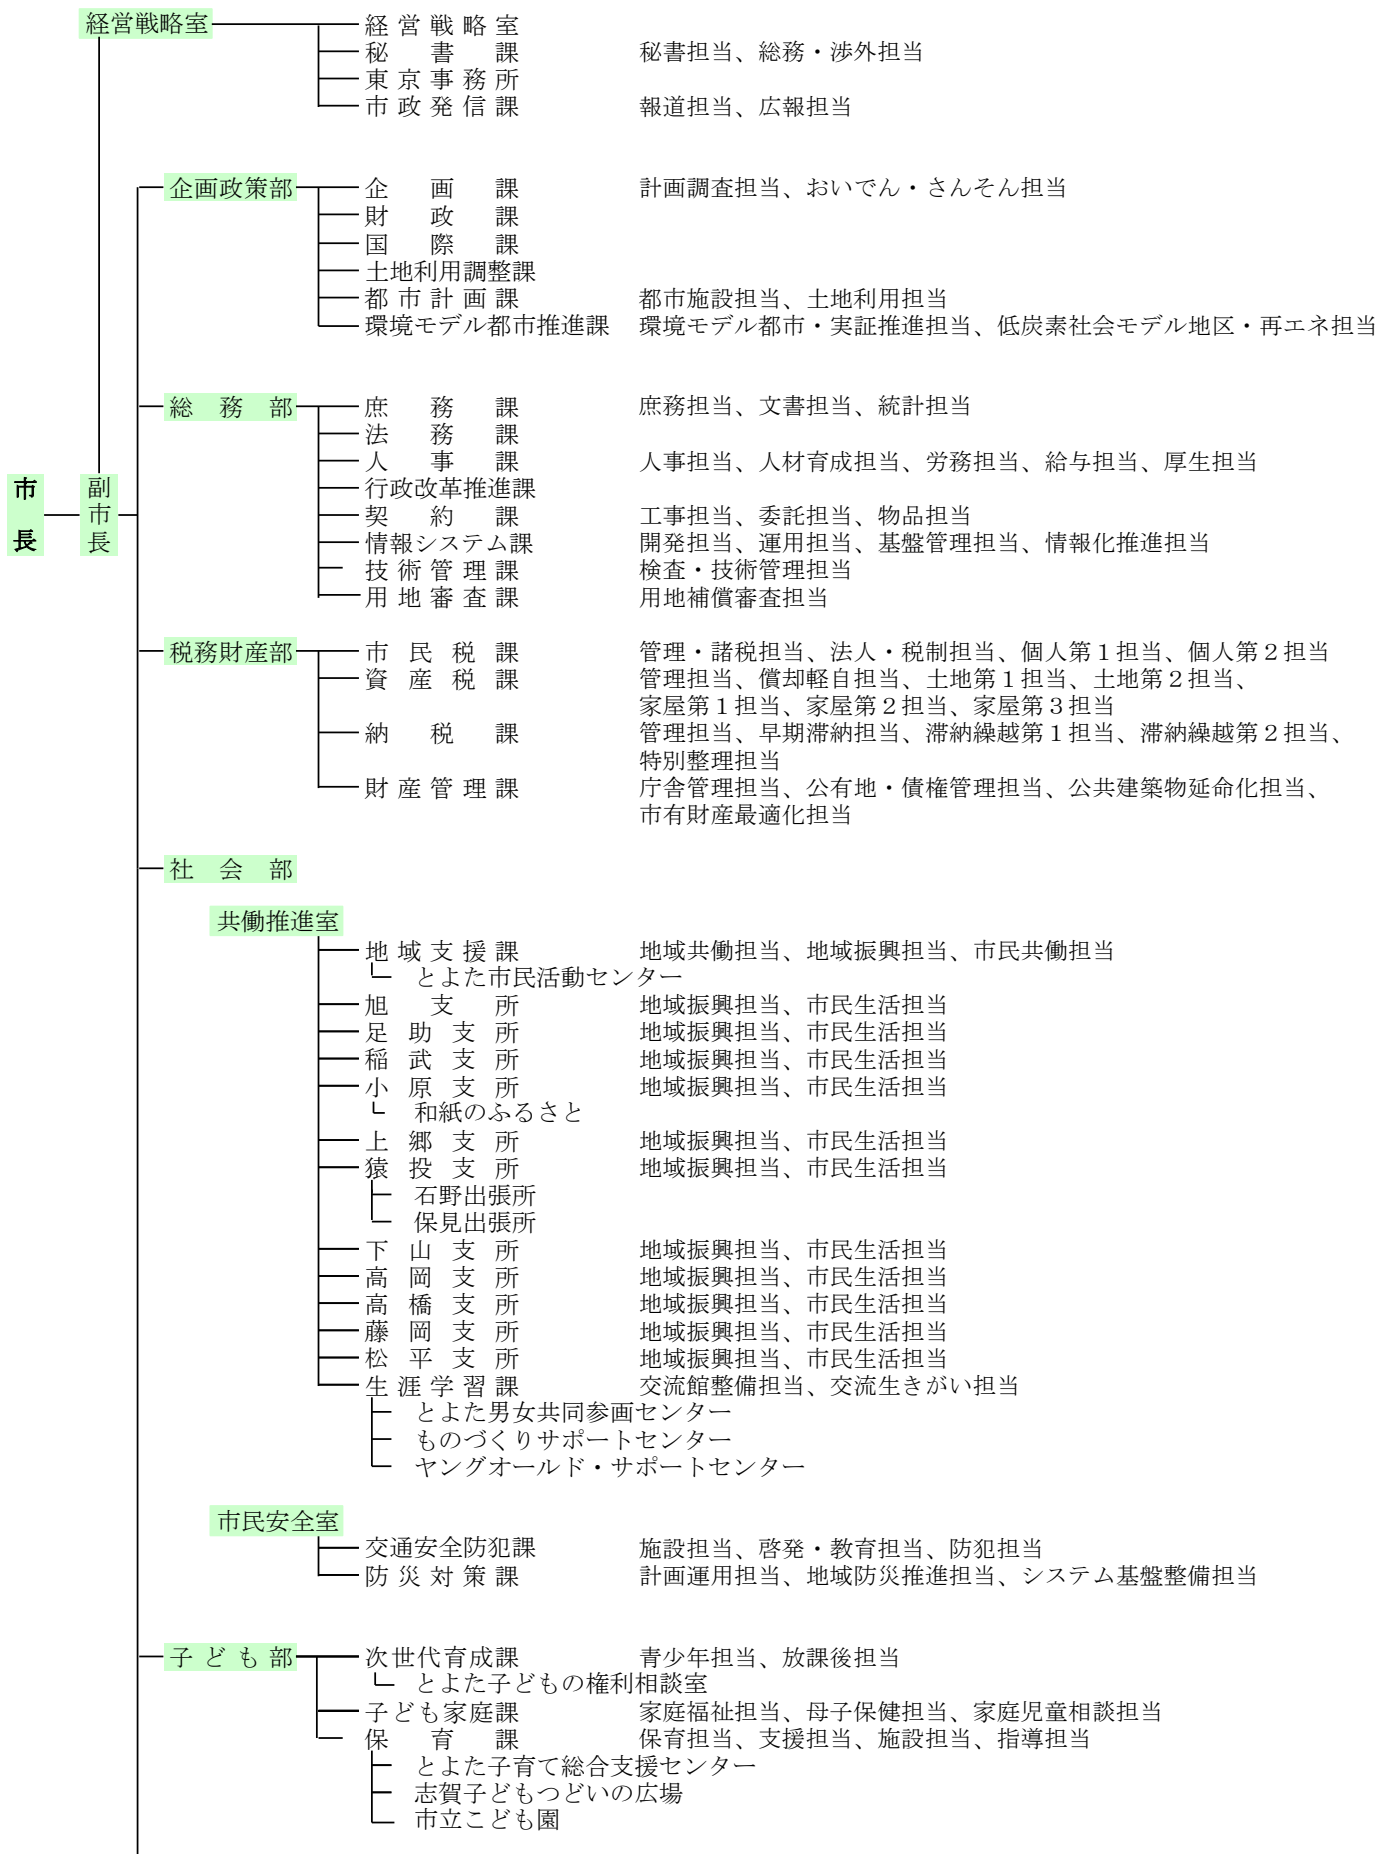 経営戦略室 経営戦略室
秘書課 秘書担当、総務・渉外担当
東京事務所
市政発信課 報道担当、広報担当
企画政策部 企画課 計画調査担当、おいでん・さんそん担当
財政課
国際課
土地利用調整課
都市計画課 都市施設担当、土地利用担当
環境モデル都市推進課 環境モデル都市・実証推進担当、低炭素社会モデル地区・再エネ担当
総務部 庶務課 庶務担当、文書担当、統計担当
法務課
人事課 人事担当、人材育成担当、労務担当、給与担当、厚生担当
市長 副市長
行政改革推進課
契約課 工事担当、委託担当、物品担当
情報システム課 開発担当、運用担当、基盤管理担当、情報化推進担当
技術管理課 検査・技術管理担当
用地審査課 用地補償審査担当
税務財産部 市民税課 管理・諸税担当、法人・税制担当、個人第１担当、個人第２担当
資産税課 管理担当、償却軽自担当、土地第１担当、土地第２担当、
家屋第１担当、家屋第２担当、家屋第３担当
納税課 管理担当、早期滞納担当、滞納繰越第１担当、滞納繰越第２担当、
特別整理担当
財産管理課 庁舎管理担当、公有地・債権管理担当、公共建築物延命化担当、
市有財産最適化担当
社会部
共働推進室
地域支援課 地域共働担当、地域振興担当、市民共働担当
とよた市民活動センター
旭支所 地域振興担当、市民生活担当
足助支所 地域振興担当、市民生活担当
稲武支所 地域振興担当、市民生活担当
小原支所 地域振興担当、市民生活担当
和紙のふるさと
上郷支所 地域振興担当、市民生活担当
猿投支所 地域振興担当、市民生活担当
石野出張所
保見出張所
下山支所 地域振興担当、市民生活担当
高岡支所 地域振興担当、市民生活担当
高橋支所 地域振興担当、市民生活担当
藤岡支所 地域振興担当、市民生活担当
松平支所 地域振興担当、市民生活担当
生涯学習課 交流館整備担当、交流生きがい担当
とよた男女共同参画センター
ものづくりサポートセンター
ヤングオールド・サポートセンター
市民安全室
交通安全防犯課 施設担当、啓発・教育担当、防犯担当
防災対策課 計画運用担当、地域防災推進担当、システム基盤整備担当
子ども部 次世代育成課 青少年担当、放課後担当
とよた子どもの権利相談室
子ども家庭課 家庭福祉担当、母子保健担当、家庭児童相談担当
保育課 保育担当、支援担当、施設担当、指導担当
とよた子育て総合支援センター
志賀子どもつどいの広場
市立こども園